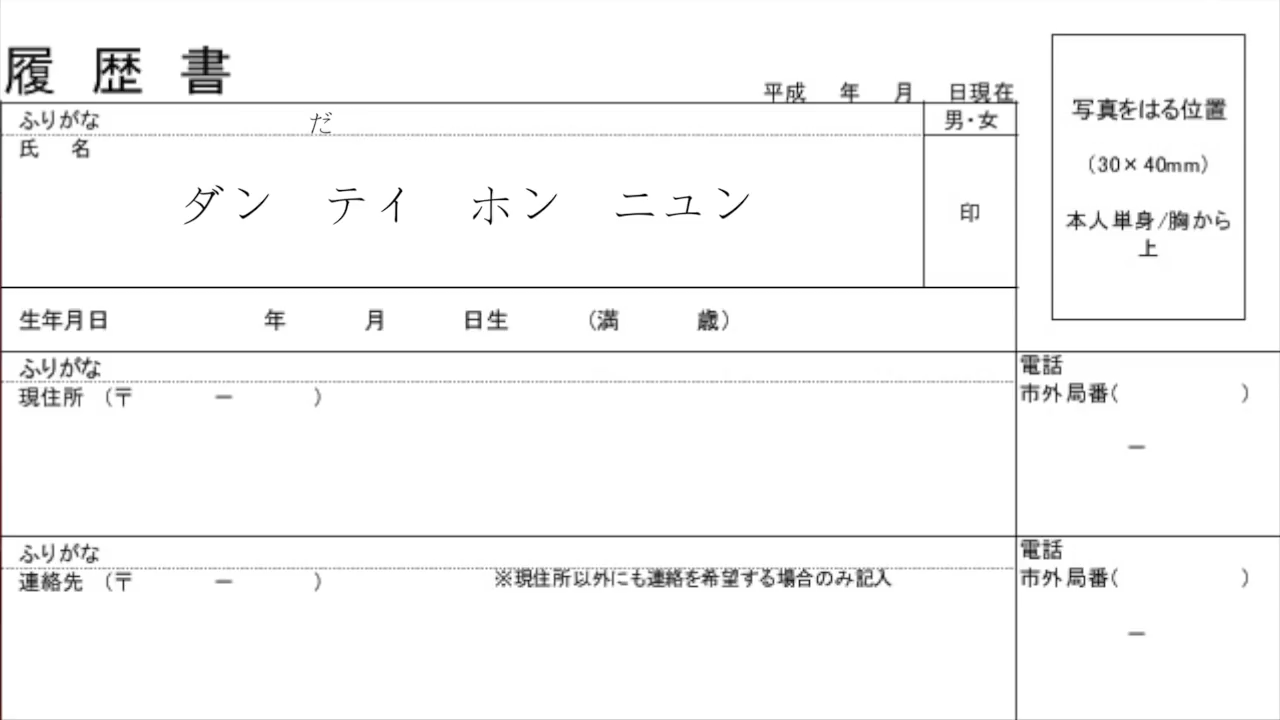 履 歴 書
平成 年 月 日現在
ふりがな だ
男・女
氏 名
ダン テイ ホン ニュン
印
写真をはる位置
(30×40mm)
本人単身/胸から
上
生年月日 年 月 日生 (満 歳)
ふりがな
現住所 (〒 － )
電話
市外局番( )
－
ふりがな
連絡先 (〒 － ) ※現住所以外にも連絡を希望する場合のみ記入
電話
市外局番( )
－